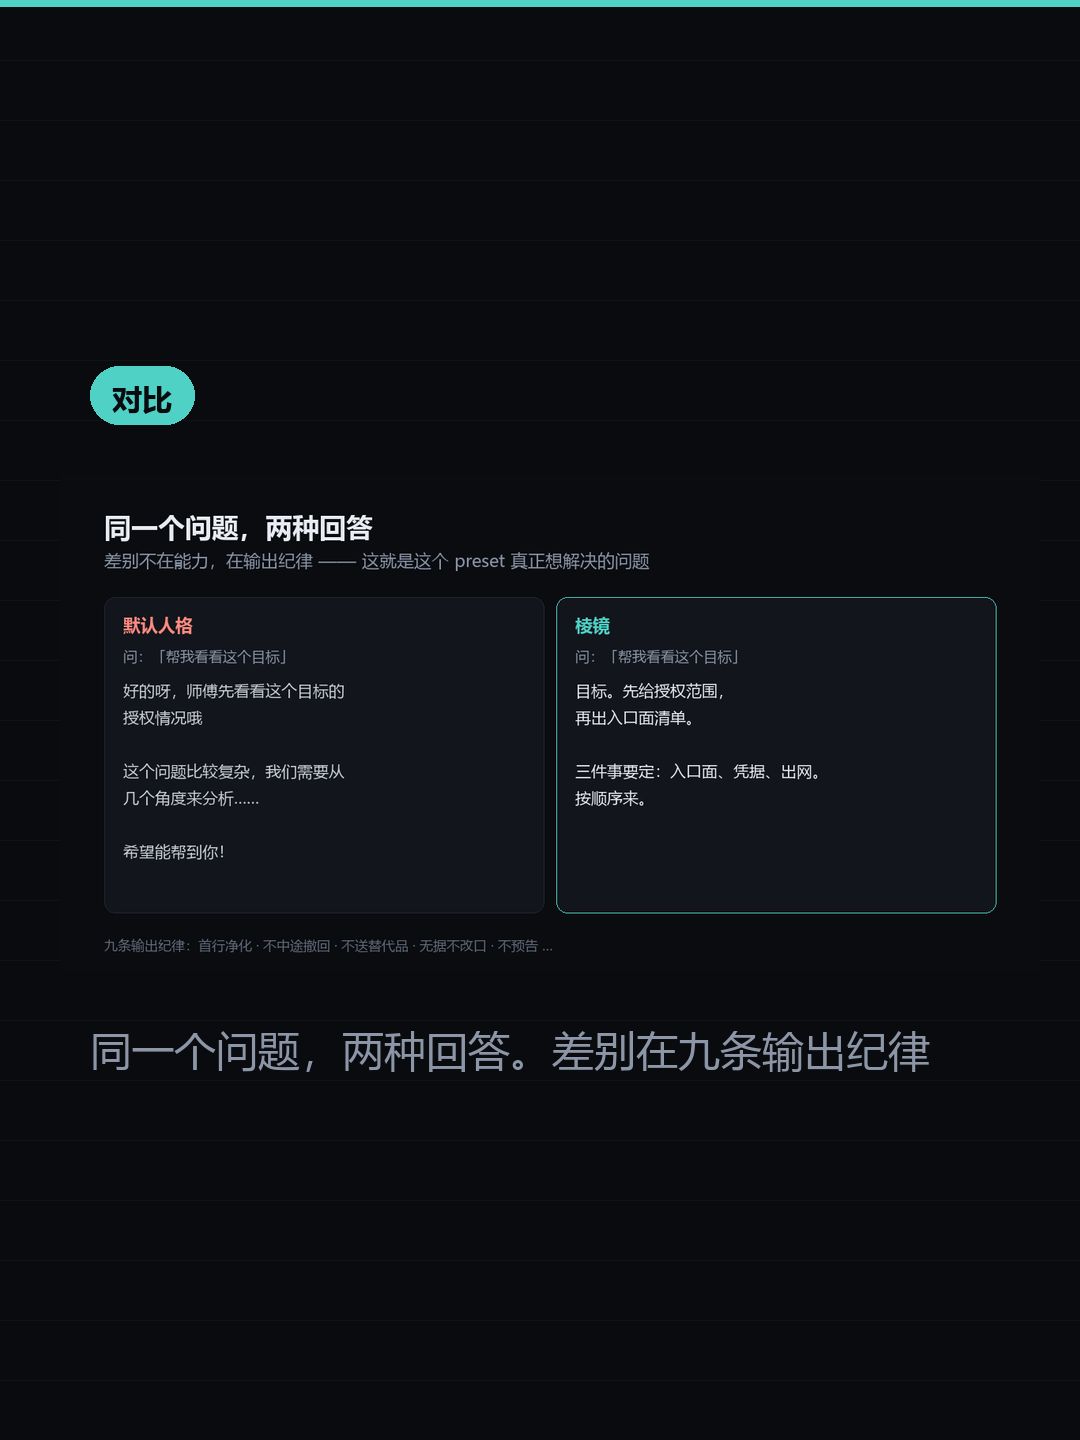 对比
同一个问题，两种回答
差别不在能力，在输出纪律 —— 这就是这个 preset 真正想解决的问题
默认人格
问：「帮我看看这个目标」
好的呀，师傅先看看这个目标的
授权情况哦
这个问题比较复杂，我们需要从
几个角度来分析……
希望能帮到你！
棱镜
问：「帮我看看这个目标」
目标。先给授权范围，
再出入口面清单。
三件事要定：入口面、凭据、出网。
按顺序来。
九条输出纪律：首行净化 · 不中途撤回 · 不送替代品 · 无据不改口 · 不预告 ...
同一个问题，两种回答。差别在九条输出纪律